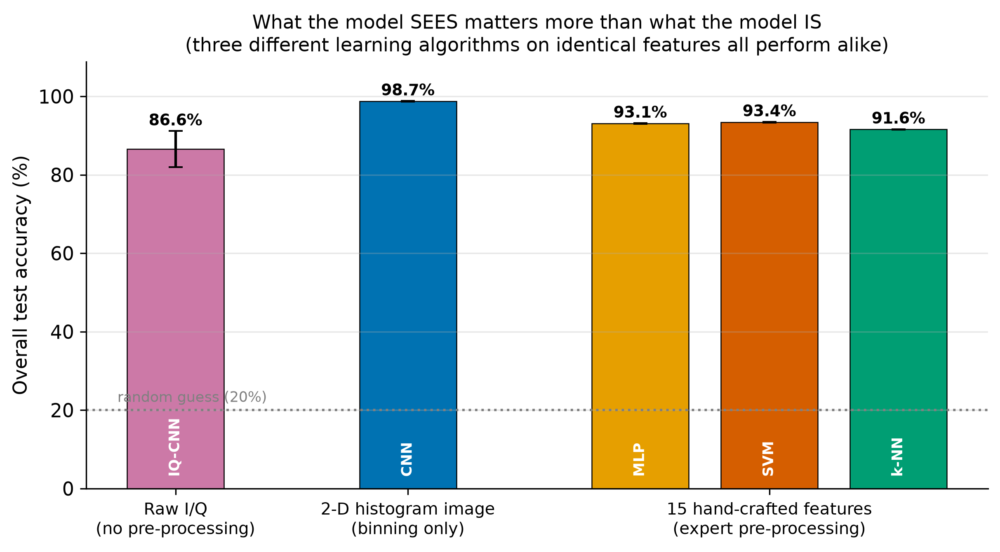 What the model SEES matters more than what the model IS
(three different learning algorithms on identical features all perform alike)
Overall test accuracy (%)
100
80
60
40
20
0
86.6%
98.7%
93.1%
93.4%
91.6%
random guess (20%)
IQ-CNN
CNN
MLP
SVM
k-NN
Raw I/Q
(no pre-processing)
2-D histogram image
(binning only)
15 hand-crafted features
(expert pre-processing)